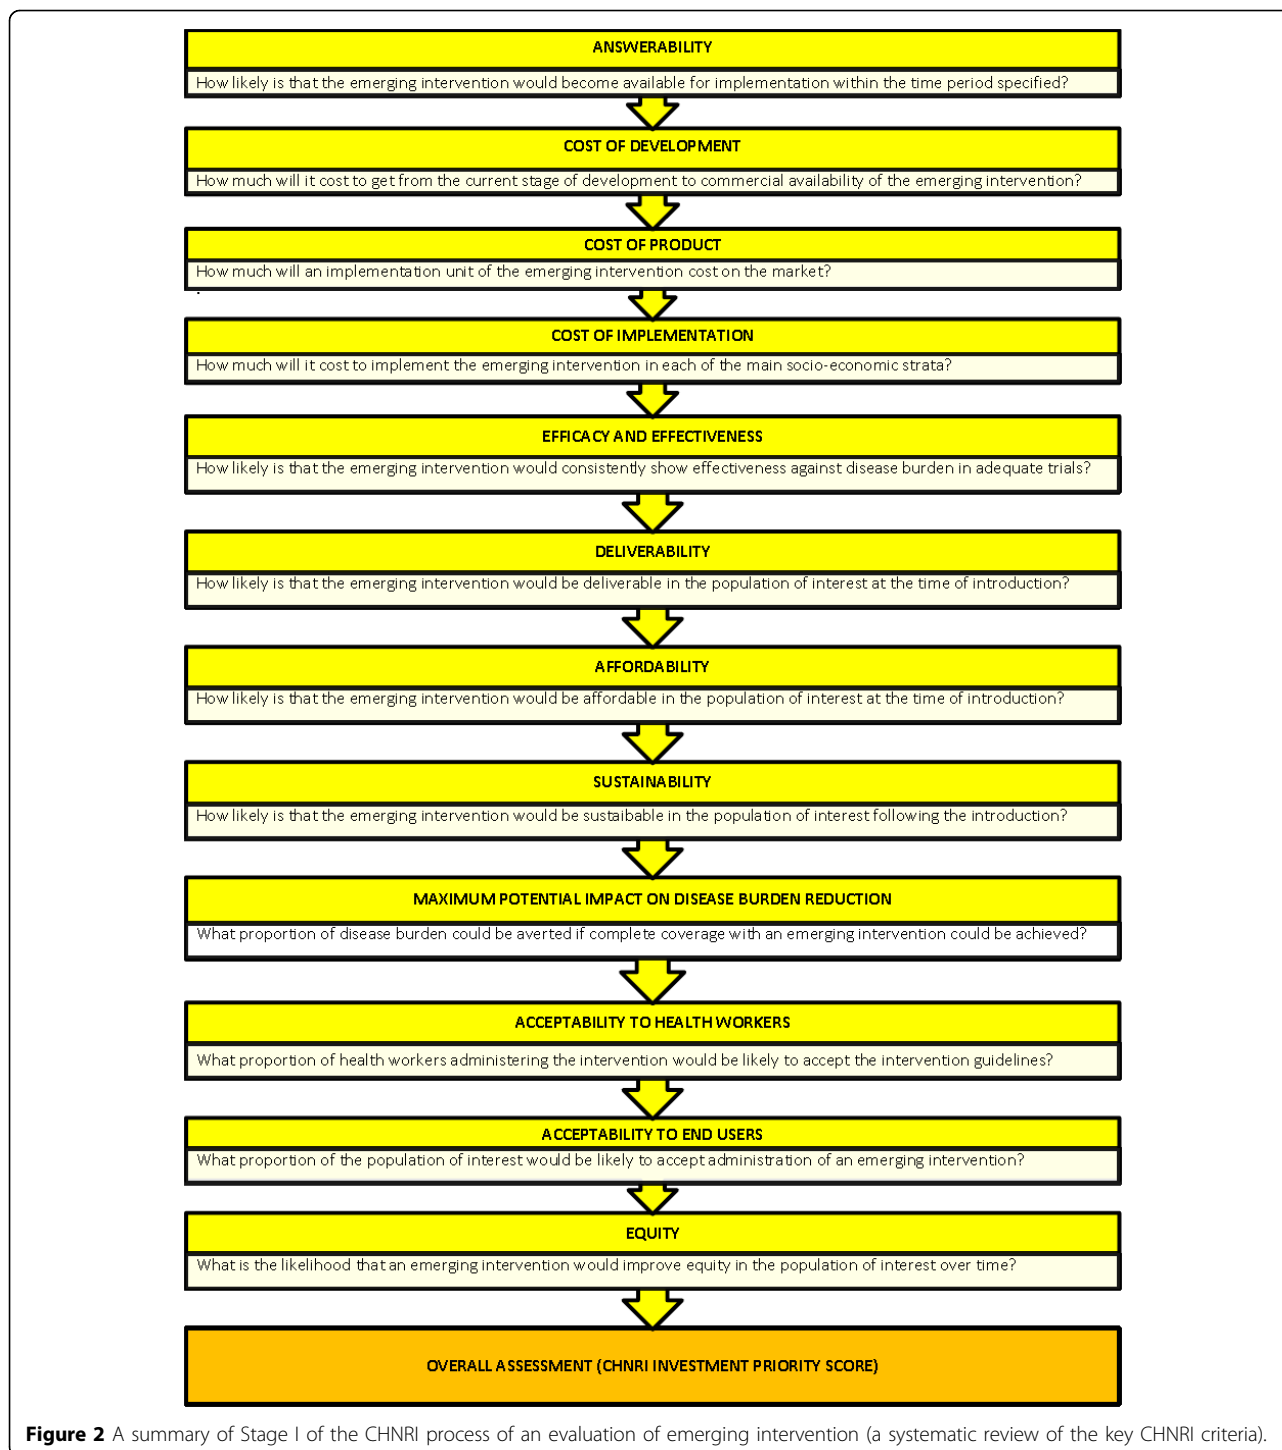 ANSWERABILITY
How likely is that the emerging intervention would become available for implementation within the time period specified?
COST OF DEVELOPMENT
How much will it cost to get from the current stage of development to commercial availability of the emerging intervention?
COST OF PRODUCT
How much will an implementation unit of the emerging intervention cost on the market?
.
COST OF IMPLEMENTATION
How much will it cost to implement the emerging intervention in each of the main socio-economic strata?
EFFICACY AND EFFECTIVENESS
How likely is that the emerging intervention would consistently show effectiveness against disease burden in adequate trials?
DELIVERABILITY
How likely is that the emerging intervention would be deliverable in the population of interest at the time of introduction?
AFFORDABILITY
How likely is that the emerging intervention would be affordable in the population of interest at the time of introduction?
SUSTAINABILITY
How likely is that the emerging intervention would be sustaibable in the population of interest following the introduction?
MAXIMUM POTENTIAL IMPACT ON DISEASE BURDEN REDUCTION
What proportion of disease burden could be averted if complete coverage with an emerging intervention could be achieved?
ACCEPTABILITY TO HEALTH WORKERS
What proportion of health workers administering the intervention would be likely to accept the intervention guidelines?
ACCEPTABILITY TO END USERS
What proportion of the population of interest would be likely to accept administration of an emerging intervention?
EQUITY
What is the likelihood that an emerging intervention would improve equity in the population of interest over time?
OVERALL ASSESSMENT (CHNRI INVESTMENT PRIORITY SCORE)
Figure 2 A summary of Stage I of the CHNRI process of an evaluation of emerging intervention (a systematic review of the key CHNRI criteria).